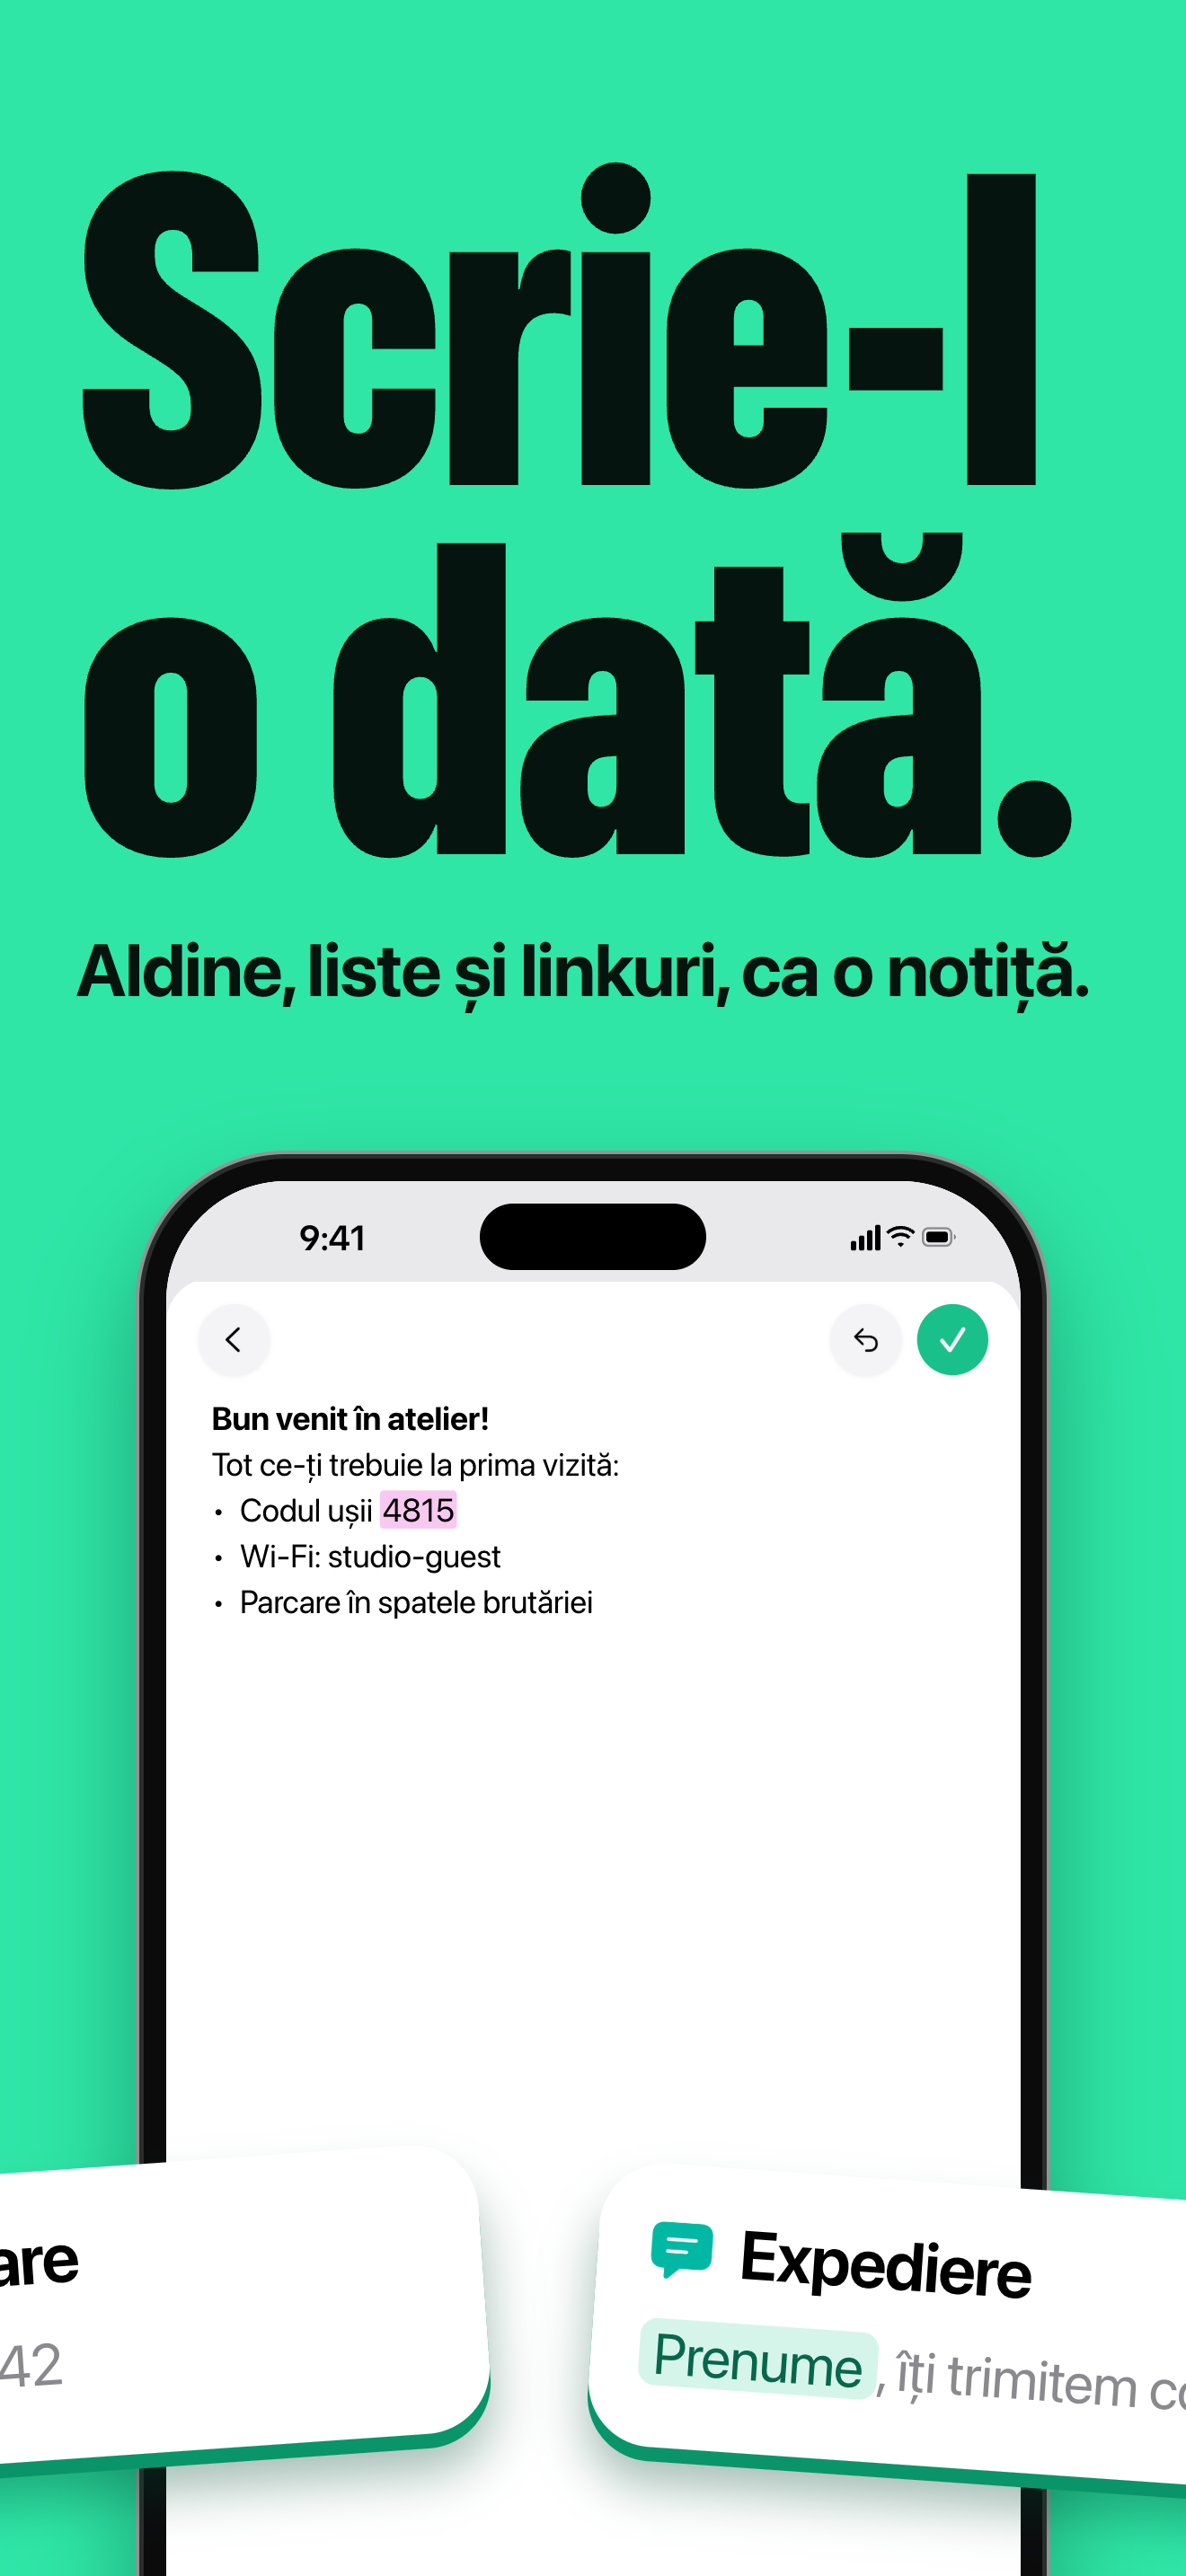 Scrie-l
o dată.
Aldine, liste și linkuri, ca o notiță.
9:41
Bun venit în atelier!
Tot ce-ți trebuie la prima vizită:
• Codul ușii 4815
• Wi-Fi: studio-guest
• Parcare în spatele brutăriei
are
42
Expediere
Prenume, îți trimitem